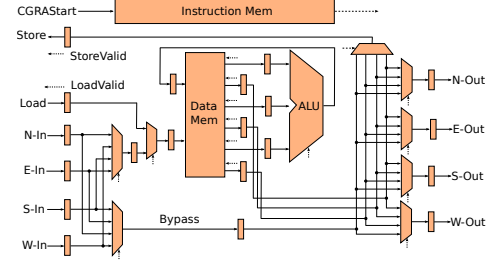 CGRAStart
Instruction Mem
Store
StoreValid
LoadValid
Load
N-In
E-In
S-In
W-In
Data
Mem
ALU
Bypass
N-Out
E-Out
S-Out
W-Out